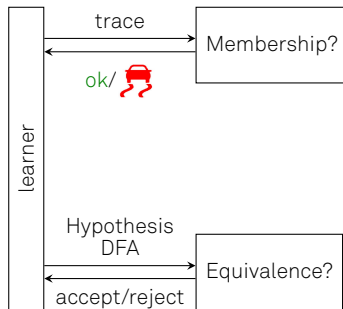 trace
Membership?
ok/
learner
Hypothesis
DFA
Equivalence?
accept/reject